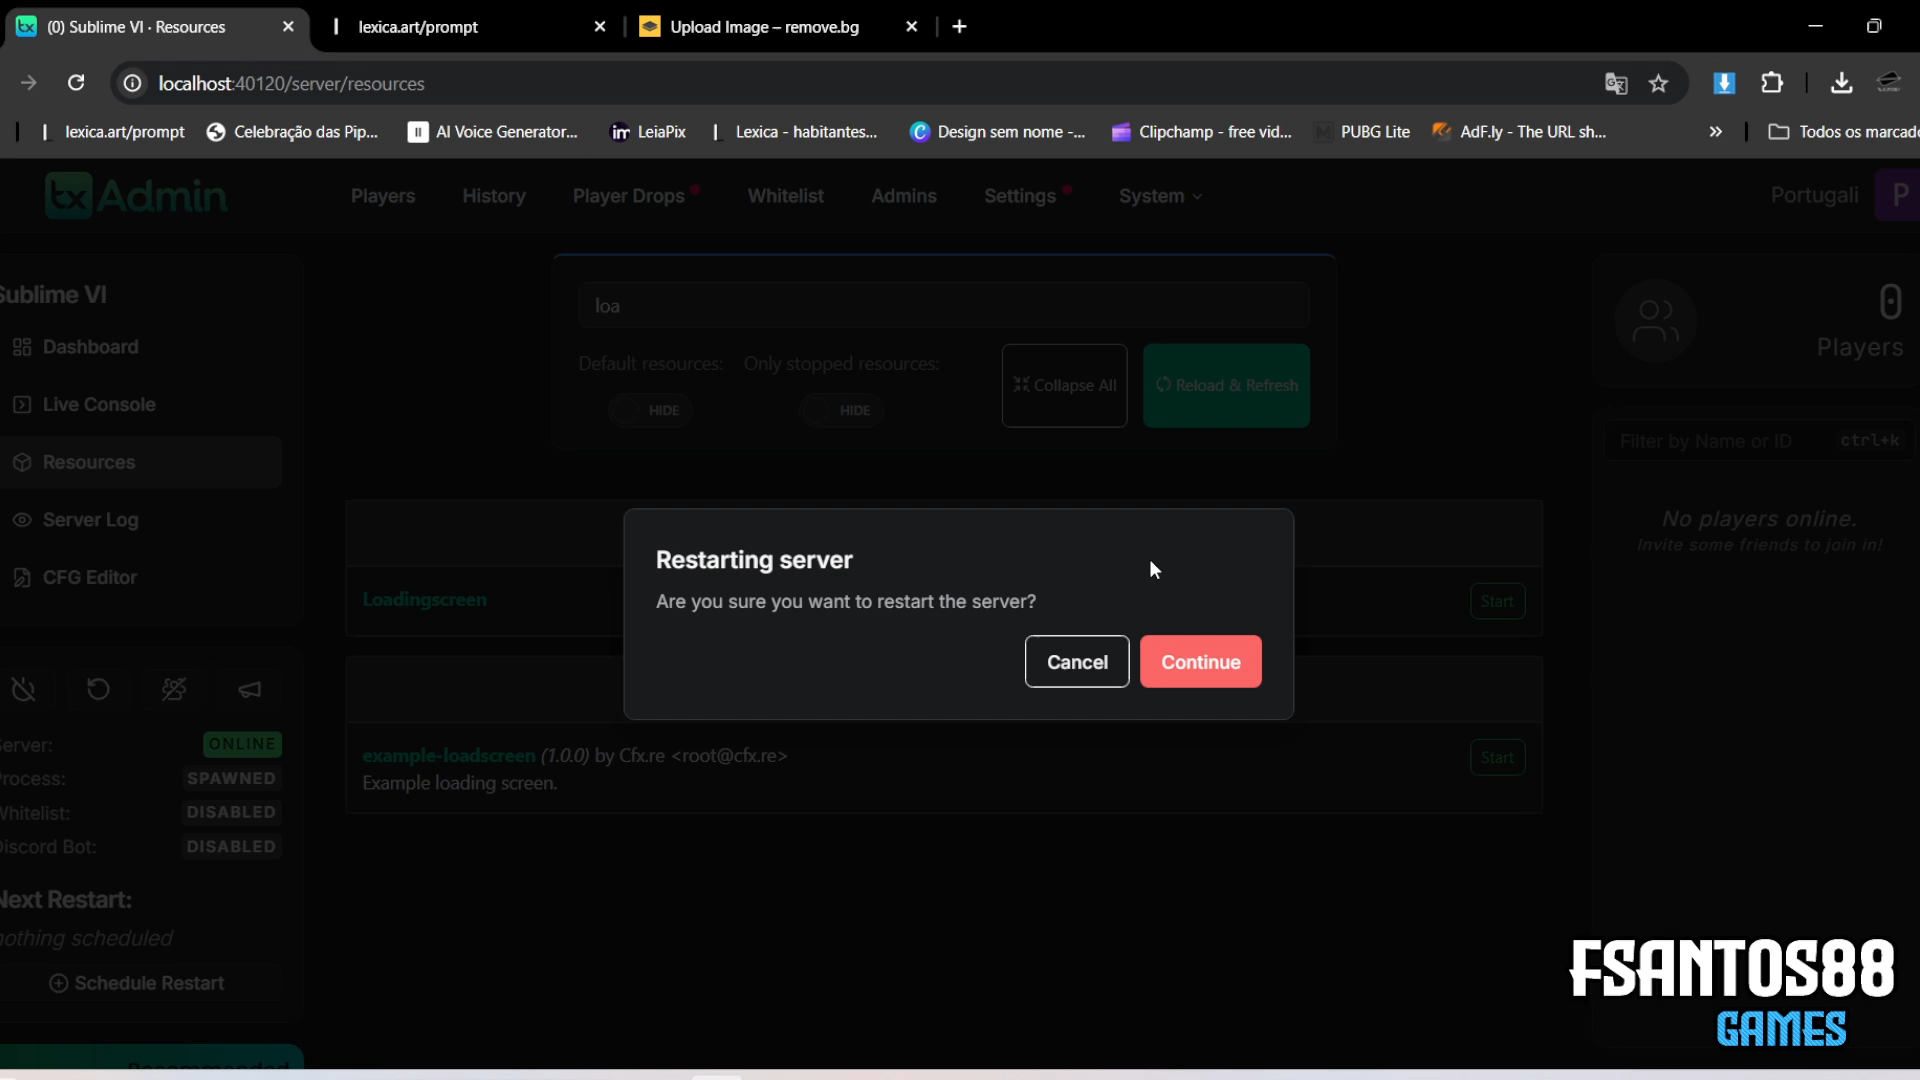 (0) Sublime VI · Resources
lexica.art/prompt
Upload Image – remove.bg
localhost:40120/server/resources
lexica.art/prompt
Celebração das Pip...
AI Voice Generator...
LeiaPix
Lexica - habitantes...
Design sem nome -...
Clipchamp - free vid...
PUBG Lite
AdF.ly - The URL sh...
»
Todos os marcado
tx Admin
Players
History
Player Drops
Whitelist
Admins
Settings
System
Portugali
P
Sublime VI
Dashboard
Live Console
Resources
Server Log
CFG Editor
loa
Default resources:
Only stopped resources:
HIDE
HIDE
Collapse All
Reload & Refresh
0
Players
Filter by Name or ID
ctrl+k
No players online.
Invite some friends to join in!
Restarting server
Are you sure you want to restart the server?
Cancel
Continue
Loadingscreen
Start
example-loadscreen (1.0.0) by Cfx.re <root@cfx.re>
Example loading screen.
Start
erver:
ONLINE
rocess:
SPAWNED
Whitelist:
DISABLED
Discord Bot:
DISABLED
Next Restart:
nothing scheduled
Schedule Restart
FSANTOS88
GAMES